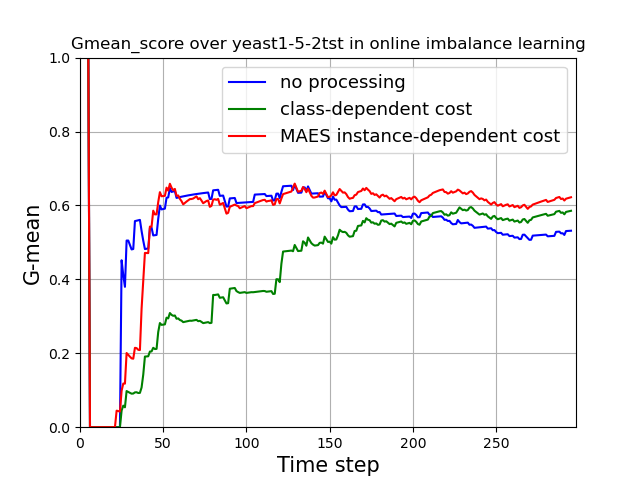 Gmean_score over yeast1-5-2tst in online imbalance learning
1.0
0.8
0.6
0.4
0.2
0.0
G-mean
no processing
class-dependent cost
MAES instance-dependent cost
0 50 100 150 200 250
Time step